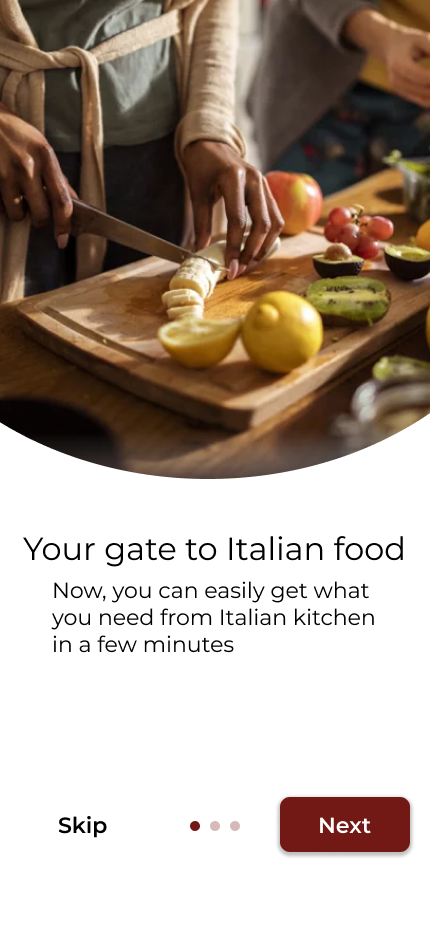 Your gate to Italian food
Now, you can easily get what
you need from Italian kitchen
in a few minutes
Skip
Next